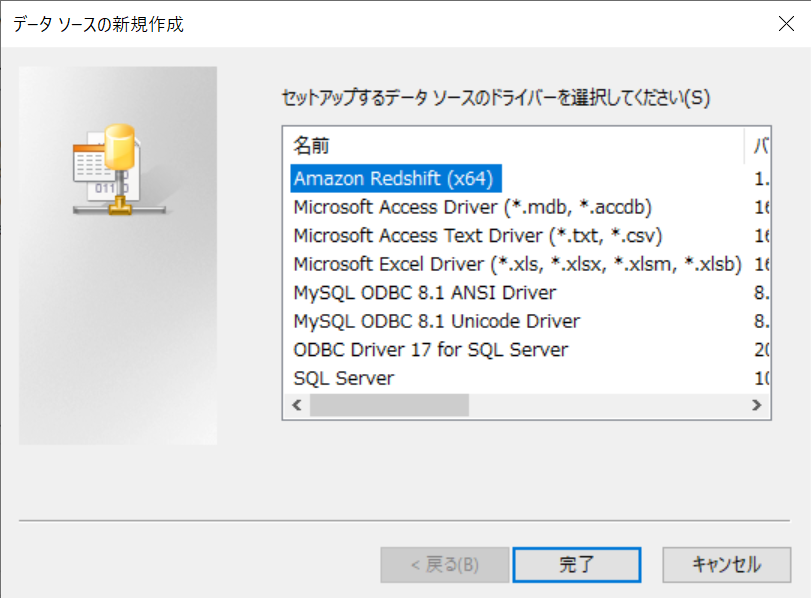 データ ソースの新規作成
セットアップするデータ ソースのドライバーを選択してください(S)
名前 バ
Amazon Redshift (x64) 1.
Microsoft Access Driver (*.mdb, *.accdb) 16
Microsoft Access Text Driver (*.txt, *.csv) 16
Microsoft Excel Driver (*.xls, *.xlsx, *.xlsm, *.xlsb) 16
MySQL ODBC 8.1 ANSI Driver 8.
MySQL ODBC 8.1 Unicode Driver 8.
ODBC Driver 17 for SQL Server 20
SQL Server 10
< 戻る(B) 完了 キャンセル